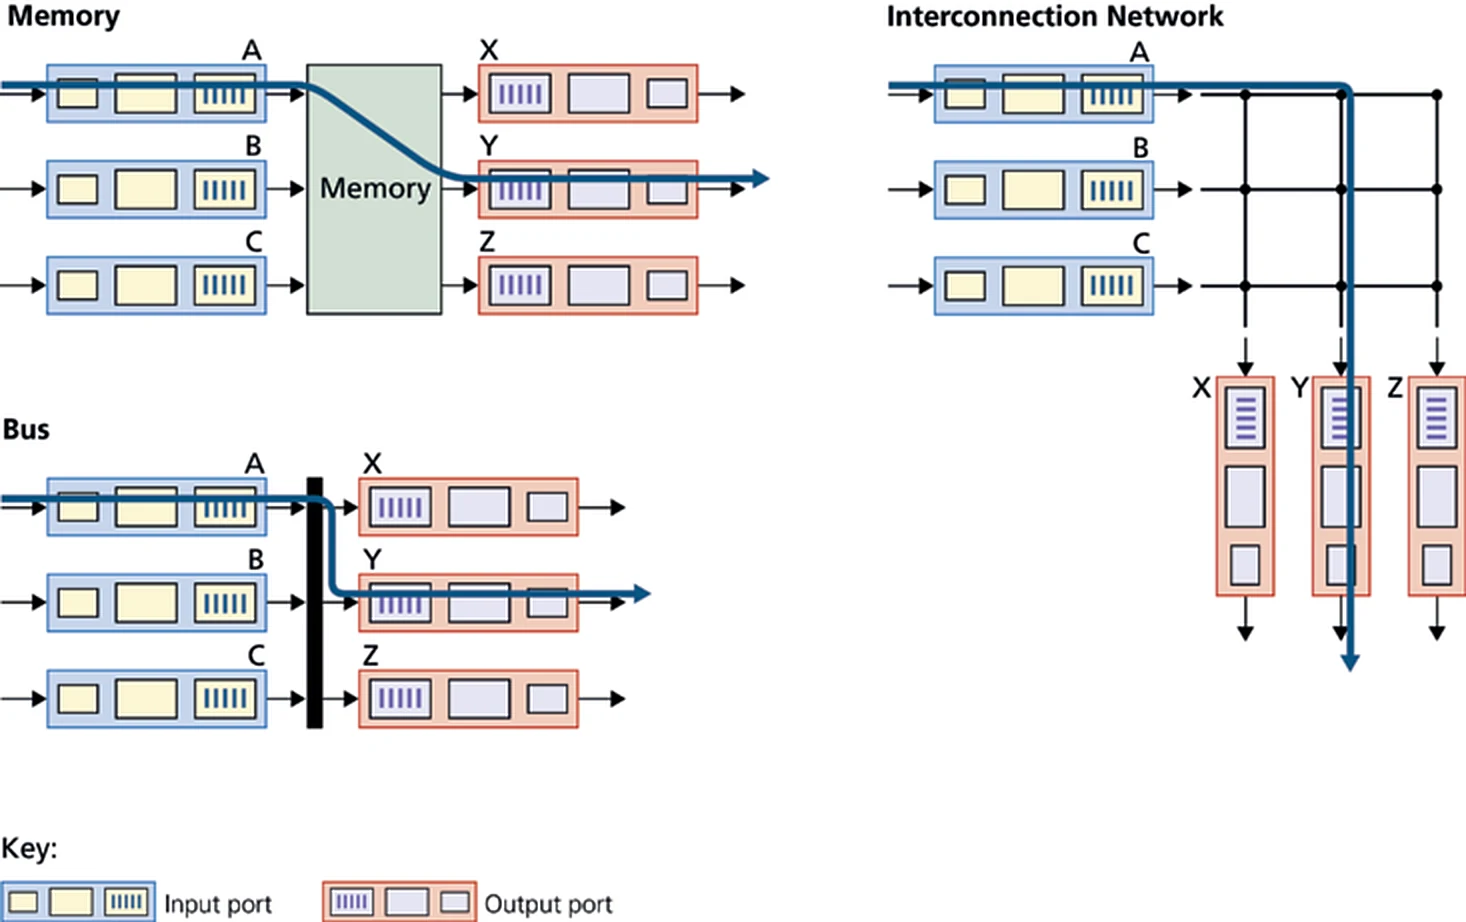 Memory
A
X
B
Y
Memory
C
Z
Interconnection Network
A
B
C
X
Y
Z
Bus
A
X
B
Y
C
Z
Key:
Input port
Output port